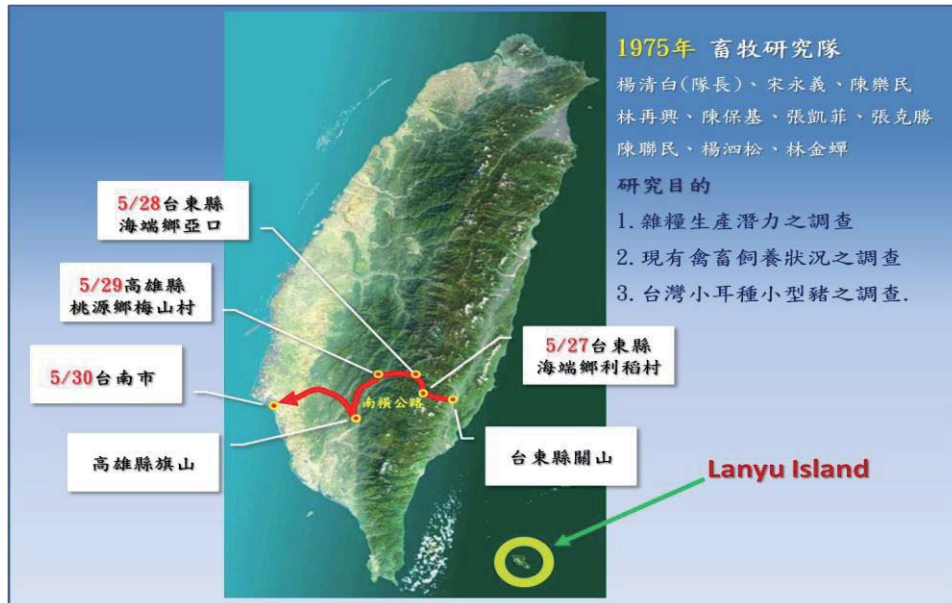 1975年 畜牧研究隊
楊清白(隊長)、宋永義、陳樂民
林再興、陳保基、張凱菲、張克勝
陳聯民、楊泗松、林金蟬
研究目的
1.雜糧生產潛力之調查
2.現有禽畜飼養狀況之調查
3.台灣小耳種小型豬之調查.
5/28台東縣
海端鄉亞口
5/29高雄縣
桃源鄉梅山村
5/30台南市
高雄縣旗山
南橫公路
5/27台東縣
海端鄉利稻村
台東縣關山
Lanyu Island